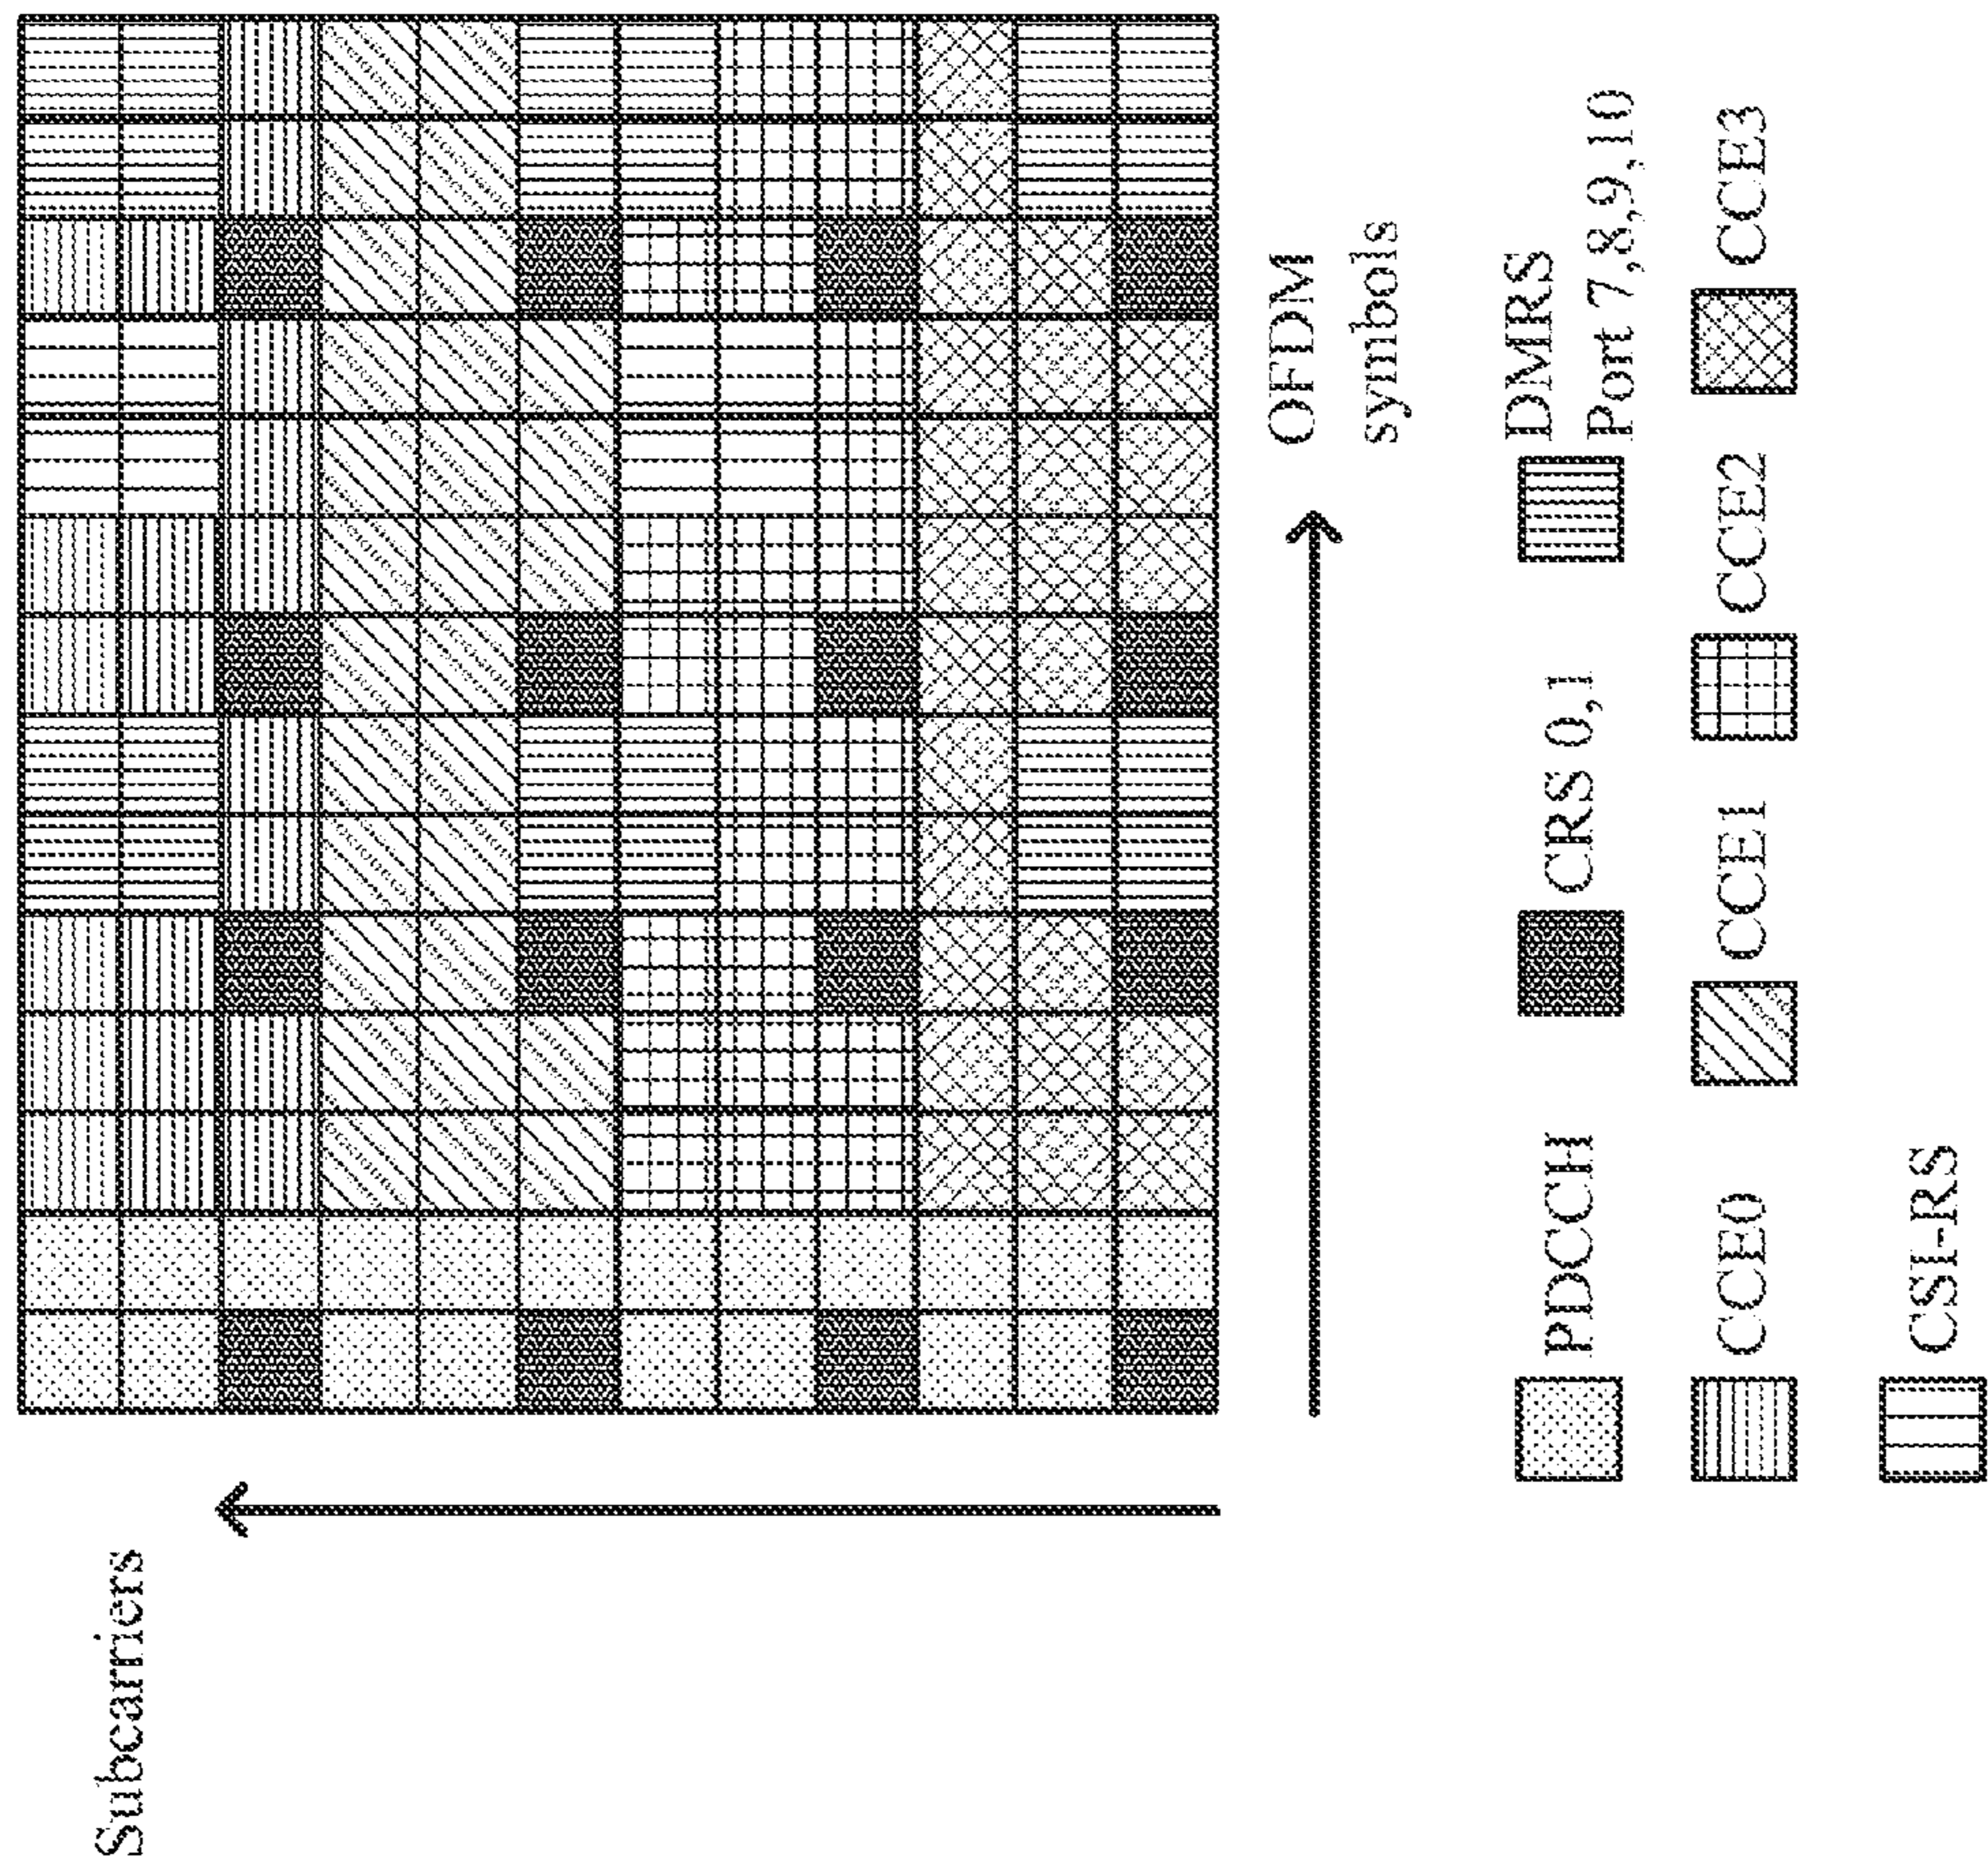 Subcarriers
OFDM
symbols
PDCCH
CRS 0,1
DMRS
Port 7,8,9,10
CCE0
CCE1
CCE2
CCE3
CSI-RS